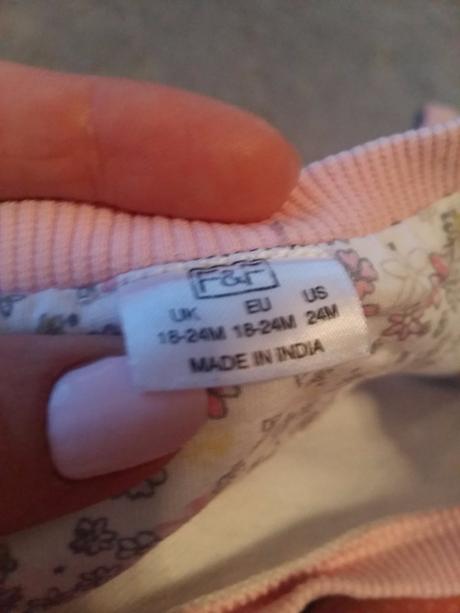 F&F
UK EU US
18-24M 18-24M 24M
MADE IN INDIA